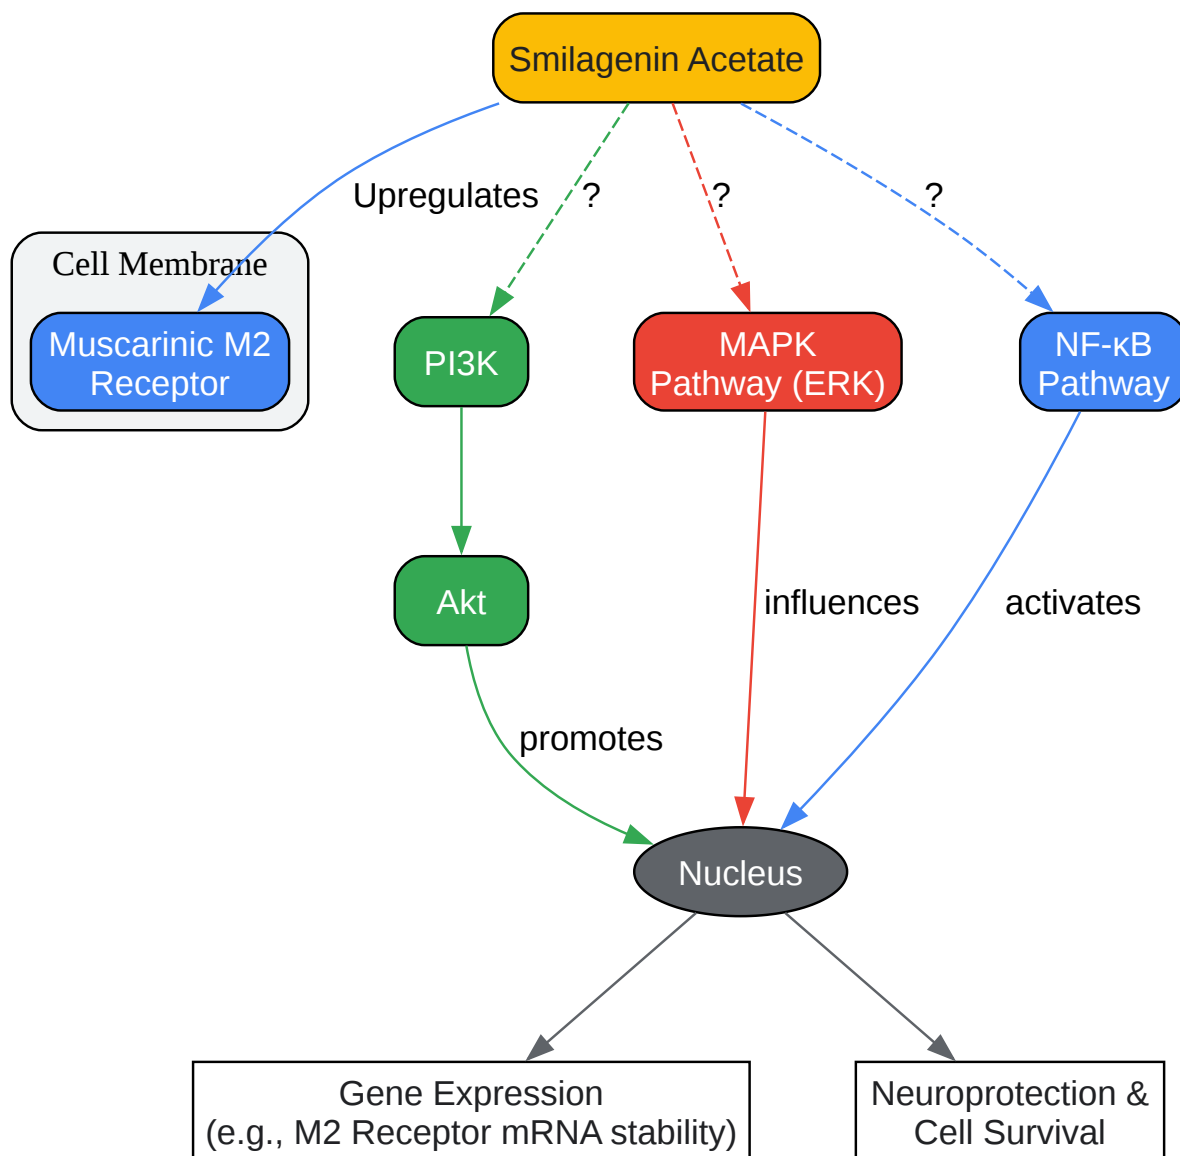 Smilagenin Acetate
Upregulates
?
?
?
Cell Membrane
Muscarinic M2
Receptor
PI3K
MAPK
Pathway (ERK)
NF-κB
Pathway
Akt
influences
activates
promotes
Nucleus
Gene Expression
(e.g., M2 Receptor mRNA stability)
Neuroprotection &
Cell Survival